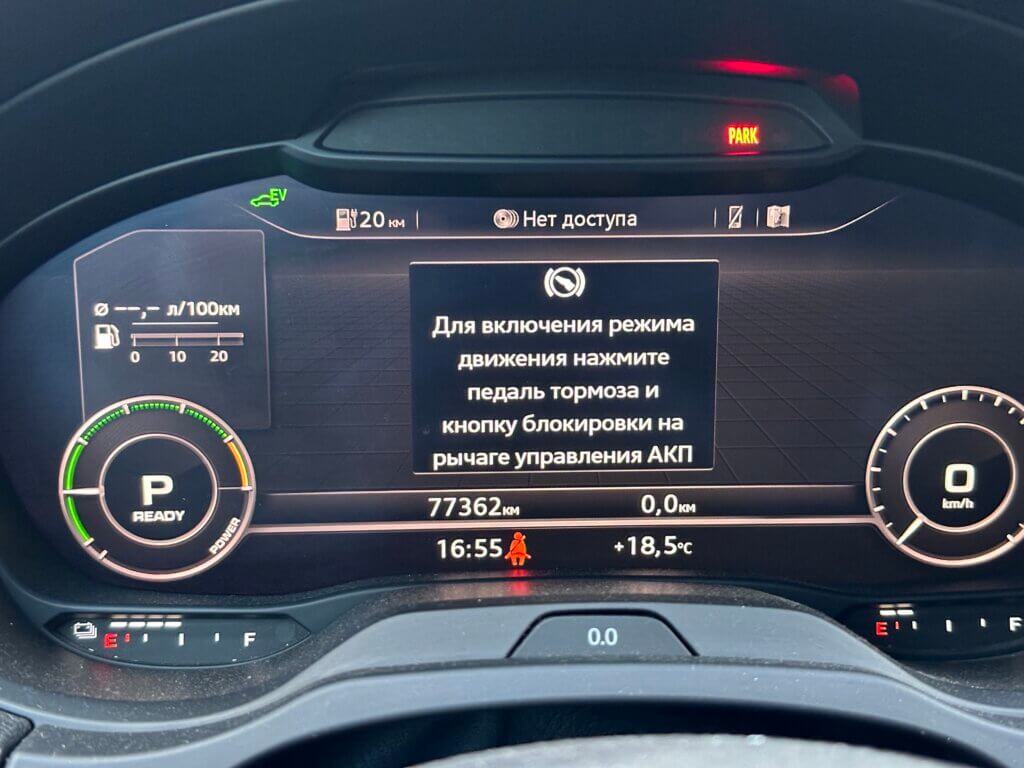 PARK
EV
20 км
Нет доступа
ø --,- л/100км
0 10 20
Для включения режима
движения нажмите
педаль тормоза и
кнопку блокировки на
рычаге управления АКП
P
READY
POWER
0
km/h
77362км
0,0км
16:55
+18,5°C
E F
0.0
E F